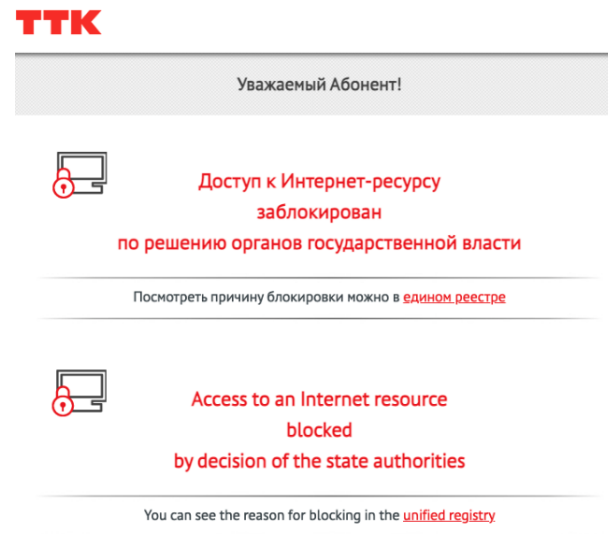 ТТК
Уважаемый Абонент!
Доступ к Интернет-ресурсу
заблокирован
по решению органов государственной власти
Посмотреть причину блокировки можно в едином реестре
Access to an Internet resource
blocked
by decision of the state authorities
You can see the reason for blocking in the unified registry